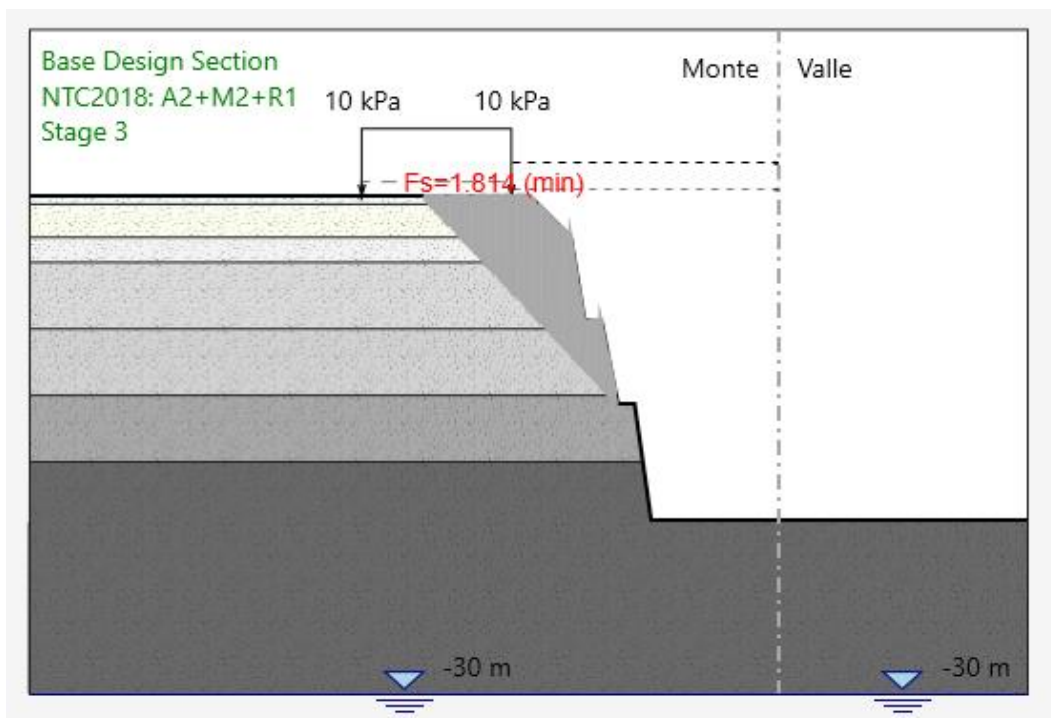 Base Design Section
NTC2018: A2+M2+R1
Stage 3
10 kPa
10 kPa
Monte
Valle
Fs=1.814 (min)
-30 m
-30 m